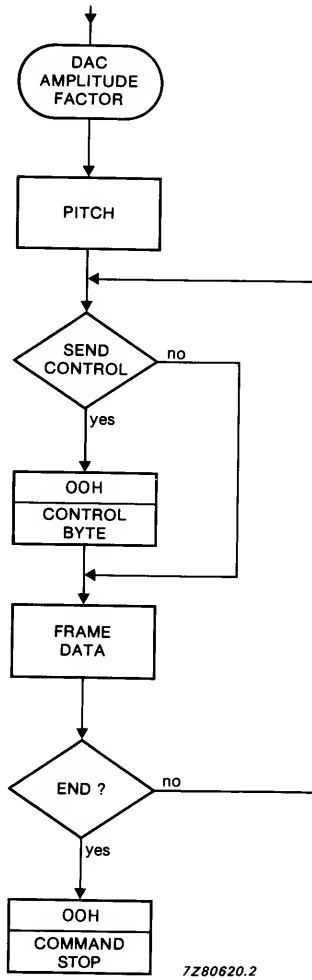 DAC
AMPLITUDE
FACTOR
PITCH
SEND
CONTROL
no
yes
OOH
CONTROL
BYTE
FRAME
DATA
END ?
no
yes
OOH
COMMAND
STOP
7Z80620.2